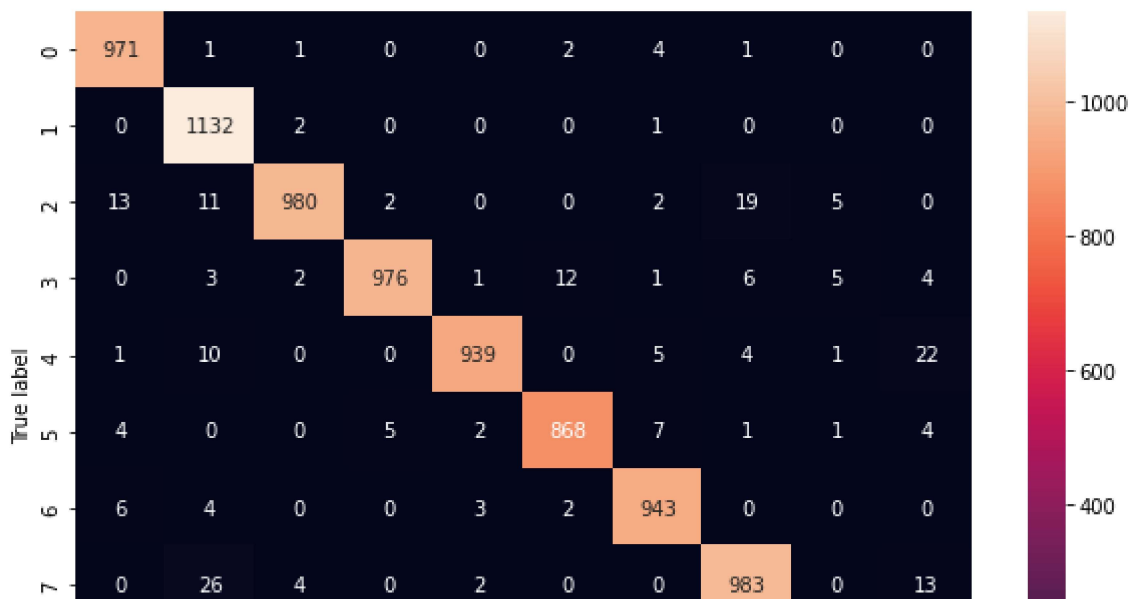 0 971 1 1 0 0 2 4 1 0 0
1 0 1132 2 0 0 0 1 0 0 0
2 13 11 980 2 0 0 2 19 5 0
3 0 3 2 976 1 12 1 6 5 4
4 1 10 0 0 939 0 5 4 1 22
5 4 0 0 5 2 868 7 1 1 4
6 6 4 0 0 3 2 943 0 0 0
7 0 26 4 0 2 0 0 983 0 13
True label
1000
800
600
400